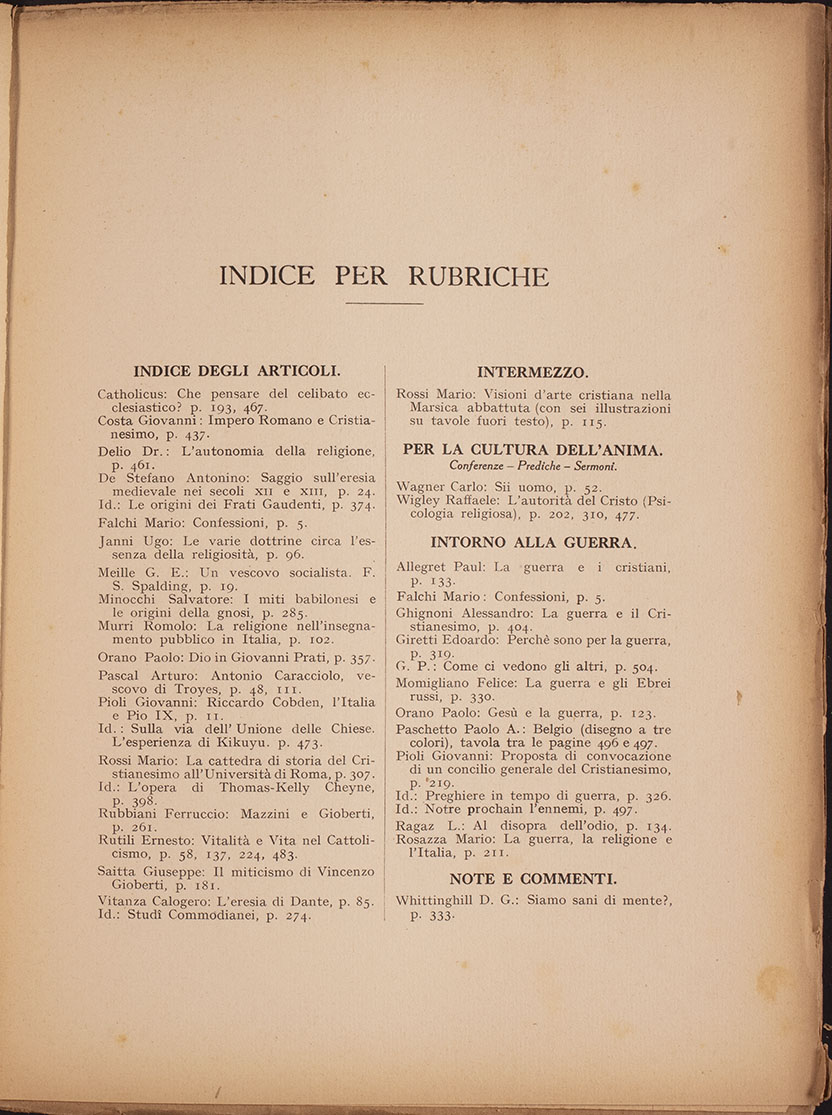 INDICE PER RUBRICHE
INDICE DEGLI ARTICOLI.
Catholicus: Che pensare del celibato ec-
clesiastico? p. 193, 467.
Costa Giovanni: Impero Romano e Cristia-
nesimo, p. 437.
Delio Dr.: L'autonomia della religione,
p. 461.
De Stefano Antonino: Saggio sull'eresia
medievale nei secoli XII e XIII, p. 24.
Id.: Le origini dei Frati Gaudenti, p. 374.
Falchi Mario: Confessioni, p. 5.
Janni Ugo: Le varie dottrine circa l'es-
senza della religiosità, p. 96.
Meille G. E.: Un vescovo socialista. F.
S. Spalding, p. 19.
Minocchi Salvatore: I miti babilonesi e
le origini della gnosi, p. 285.
Murri Romolo: La religione nell'insegna-
mento pubblico in Italia, p. 102.
Orano Paolo: Dio in Giovanni Prati, p. 357.
Pascal Arturo: Antonio Caracciolo, ve-
scovo di Troyes, p. 48, 111.
Pioli Giovanni: Riccardo Cobden, l'Italia
e Pio IX, p. 11.
Id.: Sulla via dell'Unione delle Chiese.
L'esperienza di Kikuyu. p. 473.
Rossi Mario: La cattedra di storia del Cri-
stianesimo all'Università di Roma, p. 307.
Id.: L'opera di Thomas-Kelly Cheyne,
p. 398.
Rubbiani Ferruccio: Mazzini e Gioberti,
p. 261.
Rutili Ernesto: Vitalità e Vita nel Cattoli-
cismo, p. 58, 137, 224, 483.
Saitta Giuseppe: Il miticismo di Vincenzo
Gioberti, p. 181.
Vitanza Calogero: L'eresia di Dante, p. 85.
Id.: Studî Commodianei, p. 274.
INTERMEZZO.
Rossi Mario: Visioni d'arte cristiana nella
Marsica abbattuta (con sei illustrazioni
su tavole fuori testo), p. 115.
PER LA CULTURA DELL'ANIMA.
Conferenze – Prediche – Sermoni.
Wagner Carlo: Sii uomo, p. 52.
Wigley Raffaele: L'autorità del Cristo (Psi-
cologia religiosa), p. 202, 310, 477.
INTORNO ALLA GUERRA.
Allegret Paul: La guerra e i cristiani,
p. 133.
Falchi Mario: Confessioni, p. 5.
Ghignoni Alessandro: La guerra e il Cri-
stianesimo, p. 404.
Giretti Edoardo: Perchè sono per la guerra,
p. 319.
G. P.: Come ci vedono gli altri, p. 504.
Momigliano Felice: La guerra e gli Ebrei
russi, p. 330.
Orano Paolo: Gesù e la guerra, p. 123.
Paschetto Paolo A.: Belgio (disegno a tre
colori), tavola tra le pagine 496 e 497.
Pioli Giovanni: Proposta di convocazione
di un concilio generale del Cristianesimo,
p. 219.
Id.: Preghiere in tempo di guerra, p. 326.
Id.: Notre prochain l'ennemi, p. 497.
Ragaz L.: Al disopra dell'odio, p. 134.
Rosazza Mario: La guerra, la religione e
l'Italia, p. 211.
NOTE E COMMENTI.
Whittinghill D. G.: Siamo sani di mente?,
p. 333.